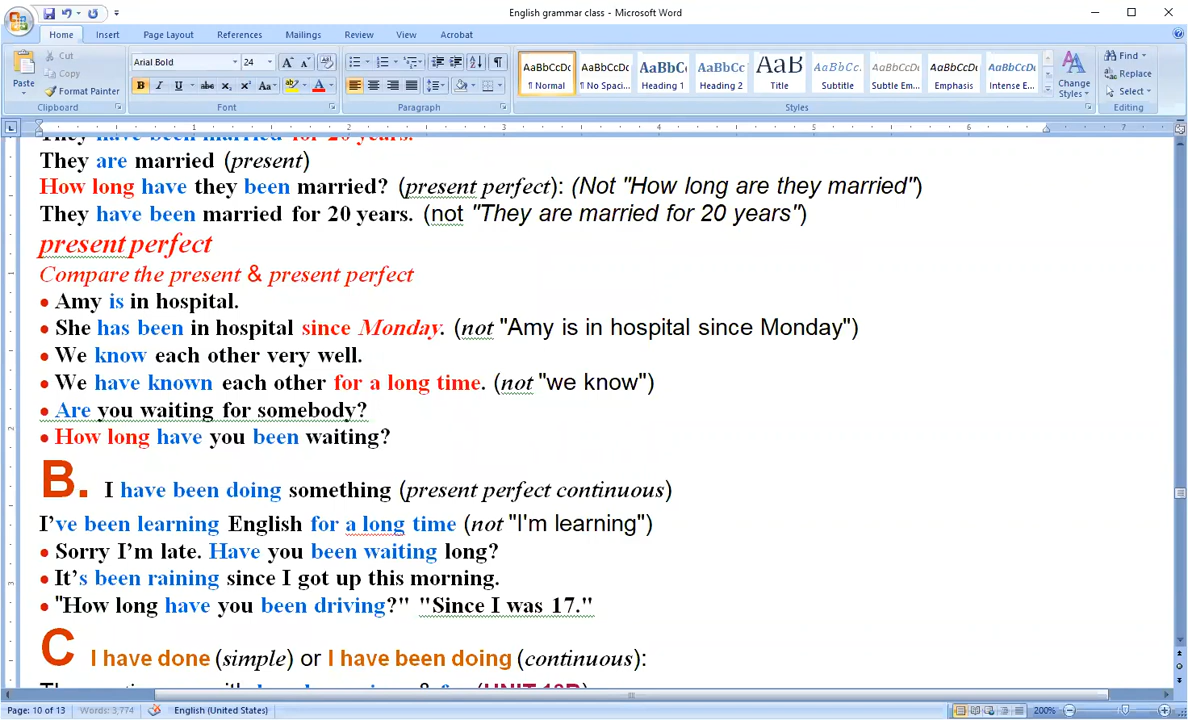 English grammar class - Microsoft Word
Home Insert Page Layout References Mailings Review View Acrobat
Cut
Copy
Format Painter
Paste
Clipboard
Arial Bold 24
Font
Paragraph
AaBbCcDc AaBbCcDc AaBbCc AaBbCc AaB AaBbCc. AaBbCcDc AaBbCcDc AaBbCcDc
¶ Normal ¶ No Spaci... Heading 1 Heading 2 Title Subtitle Subtle Em... Emphasis Intense E...
Styles
Change Styles
Find
Replace
Select
Editing
They have been married for 20 years.
They are married (present)
How long have they been married? (present perfect): (Not "How long are they married")
They have been married for 20 years. (not "They are married for 20 years")
present perfect
Compare the present & present perfect
• Amy is in hospital.
• She has been in hospital since Monday. (not "Amy is in hospital since Monday")
• We know each other very well.
• We have known each other for a long time. (not "we know")
• Are you waiting for somebody?
• How long have you been waiting?
B. I have been doing something (present perfect continuous)
I've been learning English for a long time (not "I'm learning")
• Sorry I'm late. Have you been waiting long?
• It's been raining since I got up this morning.
• "How long have you been driving?" "Since I was 17."
C I have done (simple) or I have been doing (continuous):
Page: 10 of 13 Words: 3,774 English (United States) 200%